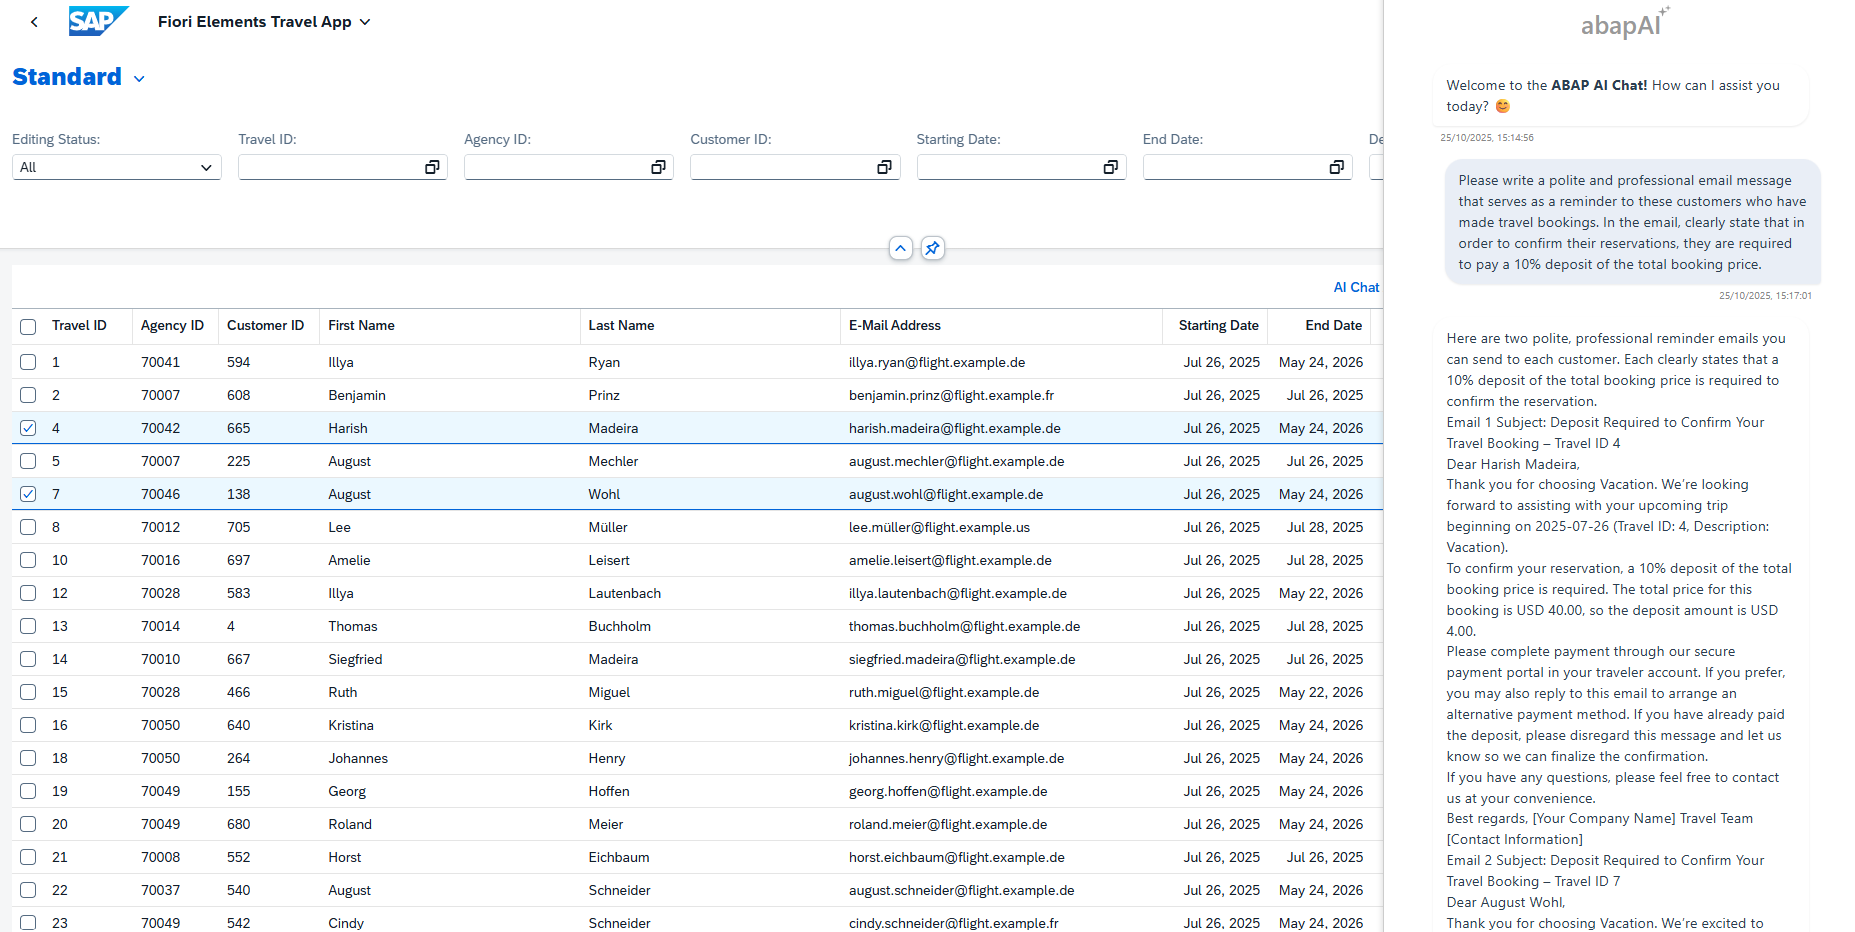 SAP Fiori Elements Travel App
Standard
Editing Status: Travel ID: Agency ID: Customer ID: Starting Date: End Date: De
All
AI Chat
Travel ID Agency ID Customer ID First Name Last Name E-Mail Address Starting Date End Date
1 70041 594 Illya Ryan illya.ryan@flight.example.de Jul 26, 2025 May 24, 2026
2 70007 608 Benjamin Prinz benjamin.prinz@flight.example.fr Jul 26, 2025 Jul 26, 2025
4 70042 665 Harish Madeira harish.madeira@flight.example.de Jul 26, 2025 May 24, 2026
5 70007 225 August Mechler august.mechler@flight.example.de Jul 26, 2025 Jul 26, 2025
7 70046 138 August Wohl august.wohl@flight.example.de Jul 26, 2025 May 24, 2026
8 70012 705 Lee Müller lee.müller@flight.example.us Jul 26, 2025 Jul 28, 2025
10 70016 697 Amelie Leisert amelie.leisert@flight.example.de Jul 26, 2025 Jul 28, 2025
12 70028 583 Illya Lautenbach illya.lautenbach@flight.example.de Jul 26, 2025 May 22, 2026
13 70014 4 Thomas Buchholm thomas.buchholm@flight.example.de Jul 26, 2025 Jul 28, 2025
14 70010 667 Siegfried Madeira siegfried.madeira@flight.example.de Jul 26, 2025 Jul 26, 2025
15 70028 466 Ruth Miguel ruth.miguel@flight.example.de Jul 26, 2025 May 22, 2026
16 70050 640 Kristina Kirk kristina.kirk@flight.example.de Jul 26, 2025 May 24, 2026
18 70050 264 Johannes Henry johannes.henry@flight.example.de Jul 26, 2025 May 24, 2026
19 70049 155 Georg Hoffen georg.hoffen@flight.example.de Jul 26, 2025 May 24, 2026
20 70049 680 Roland Meier roland.meier@flight.example.de Jul 26, 2025 May 24, 2026
21 70008 552 Horst Eichbaum horst.eichbaum@flight.example.de Jul 26, 2025 Jul 26, 2025
22 70037 540 August Schneider august.schneider@flight.example.de Jul 26, 2025 May 24, 2026
23 70049 542 Cindy Schneider cindy.schneider@flight.example.fr Jul 26, 2025 May 24, 2026
abapAI
Welcome to the ABAP AI Chat! How can I assist you
today? 😊
25/10/2025, 15:14:56
Please write a polite and professional email message
that serves as a reminder to these customers who have
made travel bookings. In the email, clearly state that in
order to confirm their reservations, they are required
to pay a 10% deposit of the total booking price.
25/10/2025, 15:17:01
Here are two polite, professional reminder emails you
can send to each customer. Each clearly states that a
10% deposit of the total booking price is required to
confirm the reservation.
Email 1 Subject: Deposit Required to Confirm Your
Travel Booking – Travel ID 4
Dear Harish Madeira,
Thank you for choosing Vacation. We’re looking
forward to assisting with your upcoming trip
beginning on 2025-07-26 (Travel ID: 4, Description:
Vacation).
To confirm your reservation, a 10% deposit of the total
booking price is required. The total price for this
booking is USD 40.00, so the deposit amount is USD
4.00.
Please complete payment through our secure
payment portal in your traveler account. If you prefer,
you may also reply to this email to arrange an
alternative payment method. If you have already paid
the deposit, please disregard this message and let us
know so we can finalize the confirmation.
If you have any questions, please feel free to contact
us at your convenience.
Best regards, [Your Company Name] Travel Team
[Contact Information]
Email 2 Subject: Deposit Required to Confirm Your
Travel Booking – Travel ID 7
Dear August Wohl,
Thank you for choosing Vacation. We’re excited to